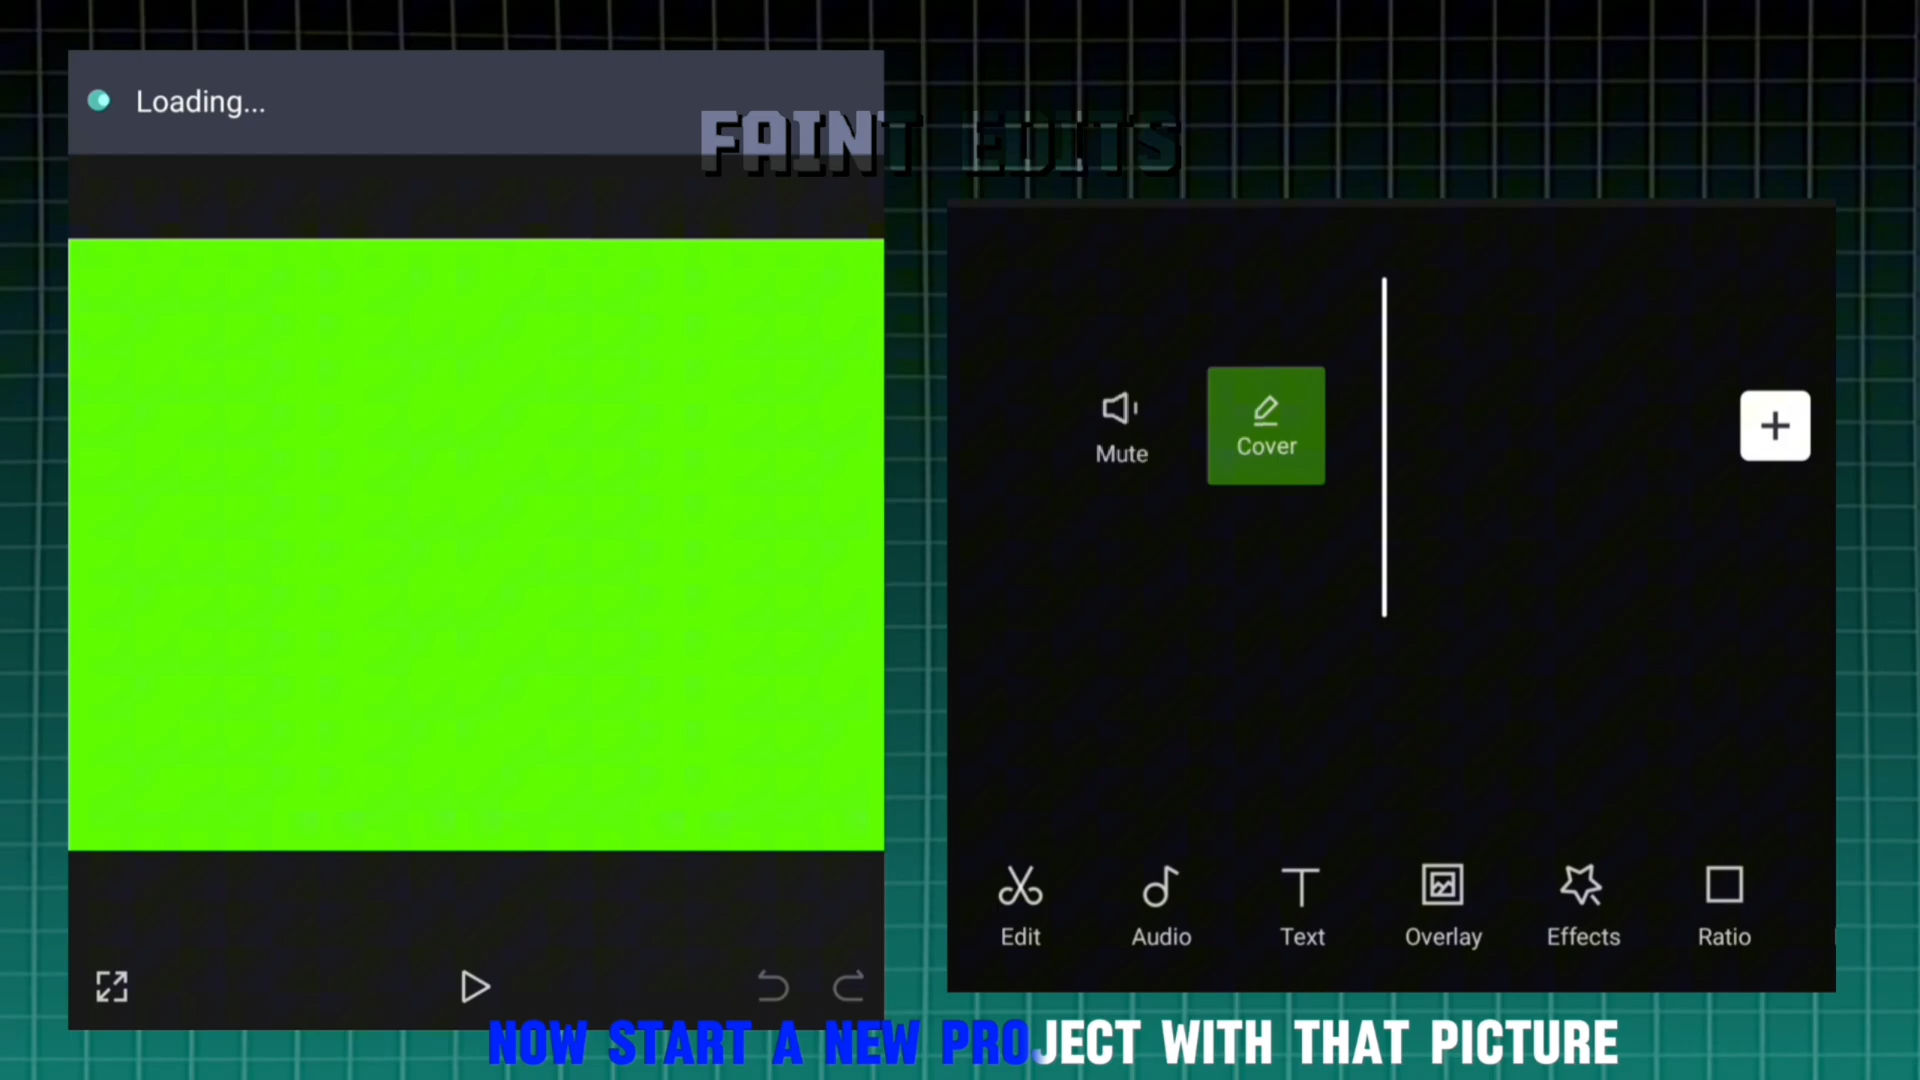 Loading...
FAINT EDITS
Mute
Cover
Edit
Audio
Text
Overlay
Effects
Ratio
NOW START A NEW PROJECT WITH THAT PICTURE